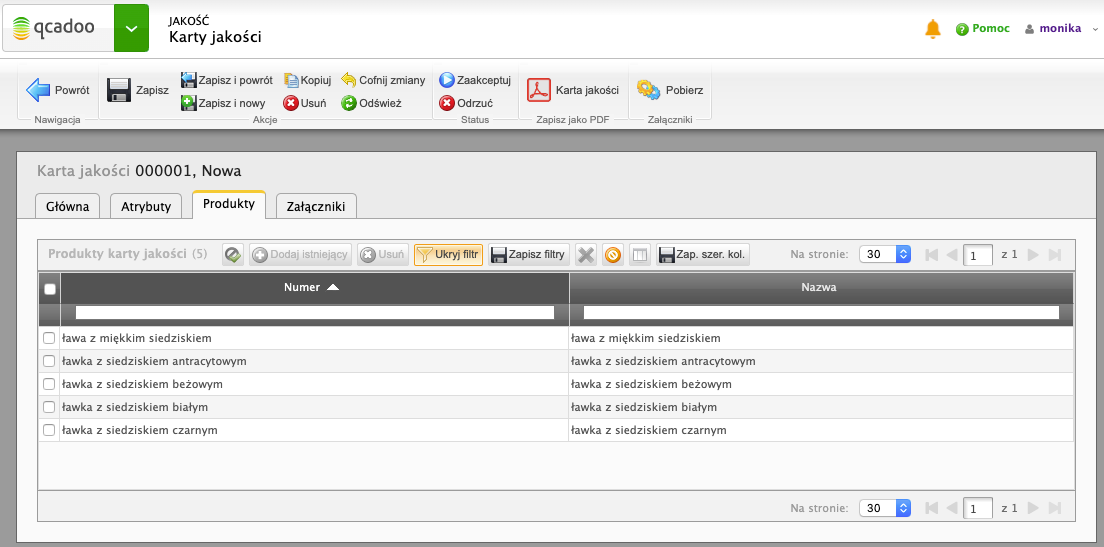 qcadoo
JAKOŚĆ
Karty jakości
Pomoc
monika
Powrót
Nawigacja
Zapisz
Zapisz i powrót
Kopiuj
Cofnij zmiany
Zapisz i nowy
Usuń
Odśwież
Akcje
Zaakceptuj
Odrzuć
Status
Karta jakości
Zapisz jako PDF
Pobierz
Załączniki
Karta jakości 000001, Nowa
Główna
Atrybuty
Produkty
Załączniki
Produkty karty jakości (5)
Dodaj istniejący
Usuń
Ukryj filtr
Zapisz filtry
Zap. szer. kol.
Na stronie: 30
1 z 1
Numer
Nazwa
ława z miękkim siedziskiem ława z miękkim siedziskiem
ławka z siedziskiem antracytowym ławka z siedziskiem antracytowym
ławka z siedziskiem beżowym ławka z siedziskiem beżowym
ławka z siedziskiem białym ławka z siedziskiem białym
ławka z siedziskiem czarnym ławka z siedziskiem czarnym
Na stronie: 30
1 z 1